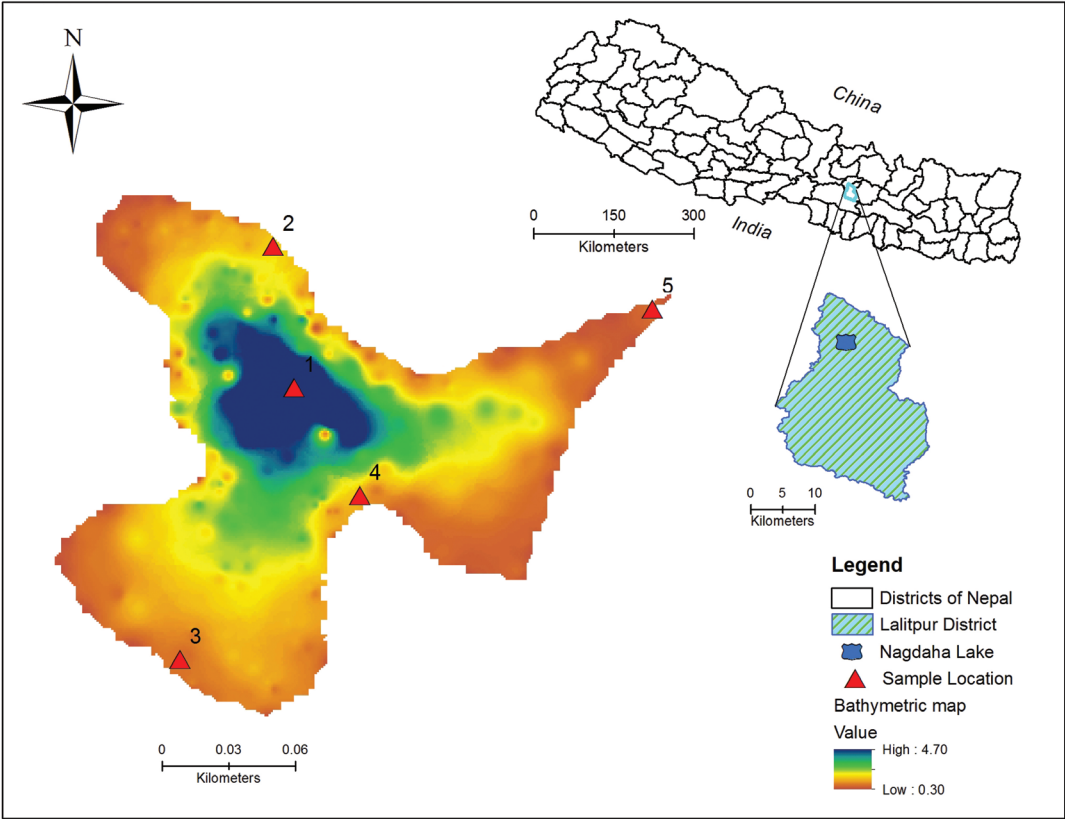 N
China
India
0 150 300
Kilometers
2
5
1
4
3
0 5 10
Kilometers
0 0.03 0.06
Kilometers
Legend
Districts of Nepal
Lalitpur District
Nagdaha Lake
Sample Location
Bathymetric map
Value
High : 4.70
Low : 0.30